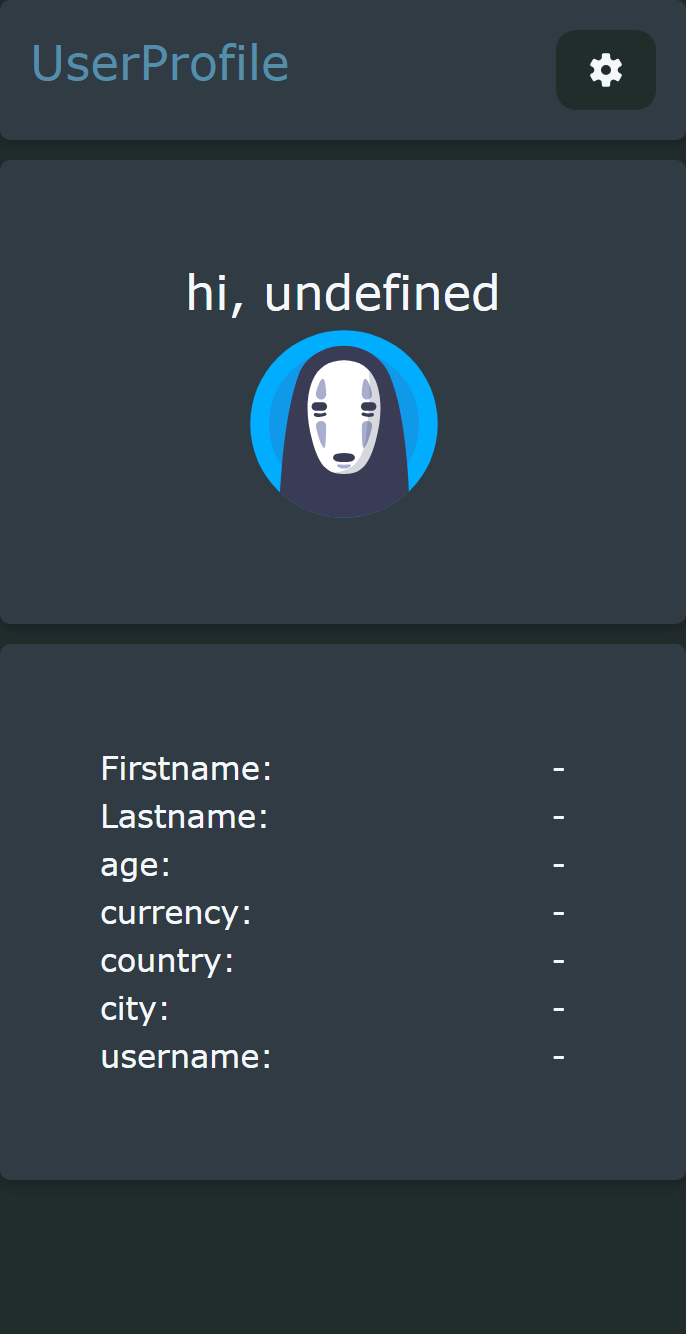 UserProfile
hi, undefined
Firstname: -
Lastname: -
age: -
currency: -
country: -
city: -
username: -